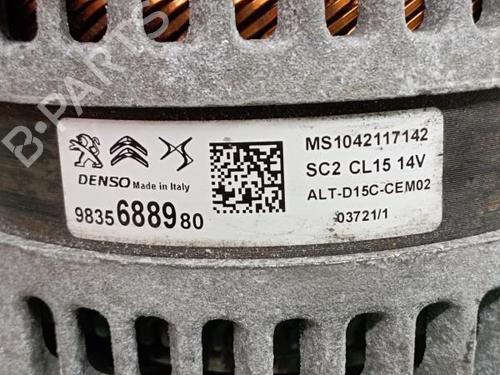 DENSO Made in Italy
9835688980
MS1042117142
SC2 CL15 14V
ALT-D15C-CEM02
03721/1
B-PARTS